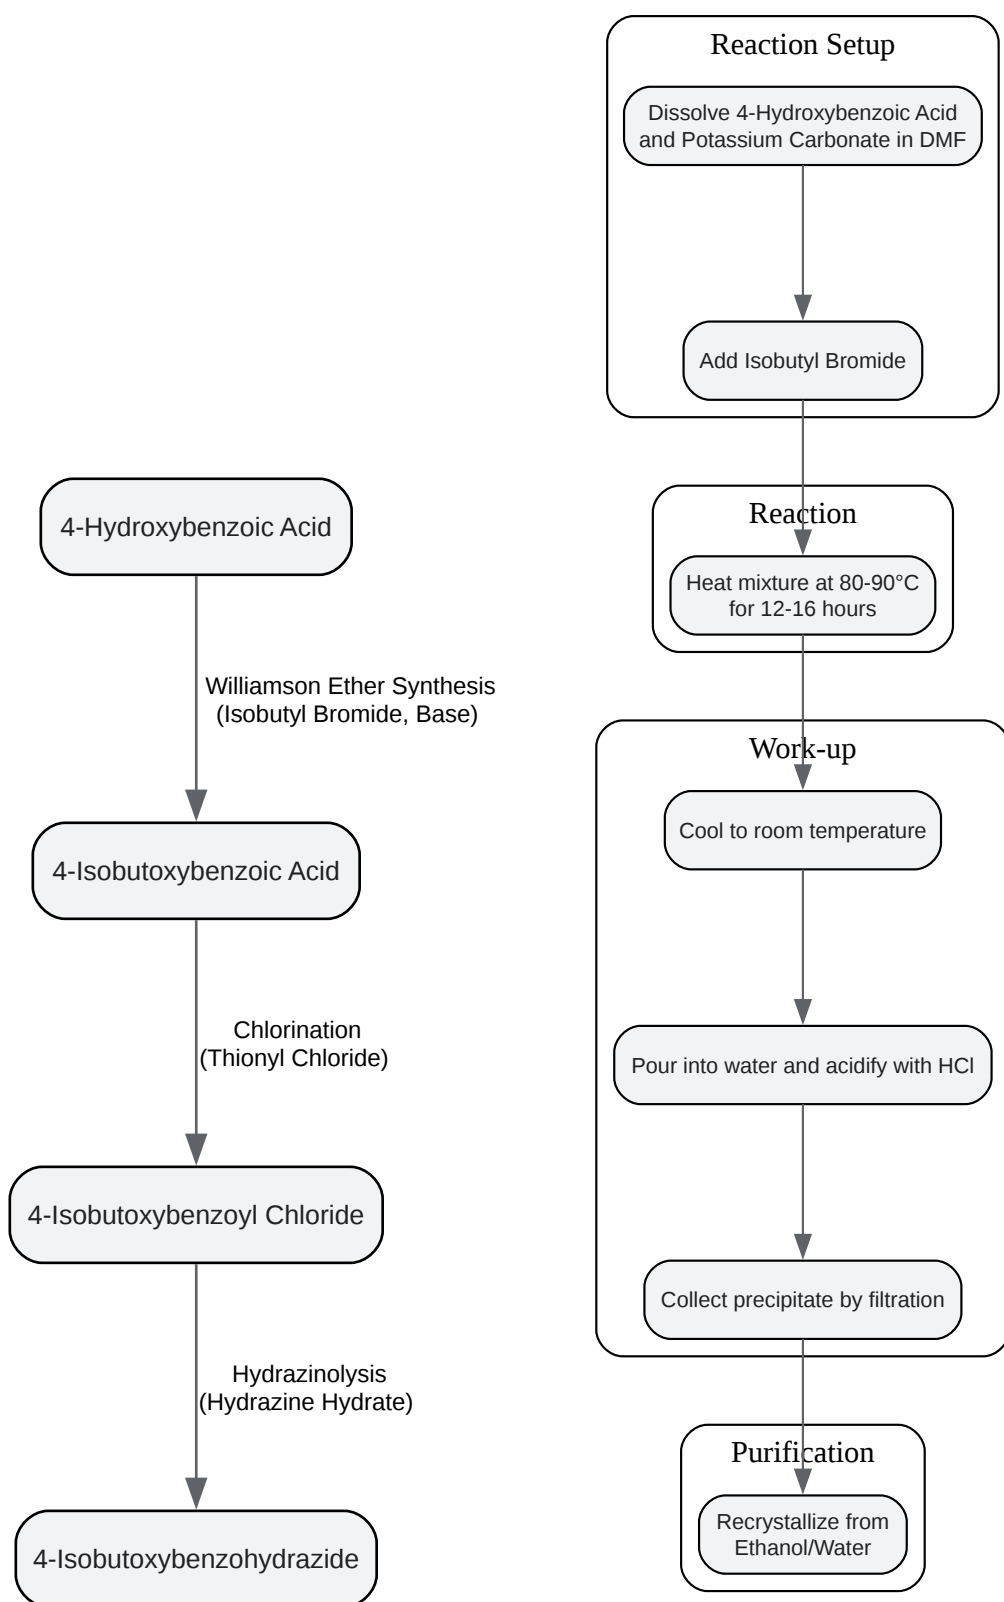 4-Hydroxybenzoic Acid
Williamson Ether Synthesis
(Isobutyl Bromide, Base)
4-Isobutoxybenzoic Acid
Chlorination
(Thionyl Chloride)
4-Isobutoxybenzoyl Chloride
Hydrazinolysis
(Hydrazine Hydrate)
4-Isobutoxybenzohydrazide
Reaction Setup
Dissolve 4-Hydroxybenzoic Acid
and Potassium Carbonate in DMF
Add Isobutyl Bromide
Reaction
Heat mixture at 80-90°C
for 12-16 hours
Work-up
Cool to room temperature
Pour into water and acidify with HCl
Collect precipitate by filtration
Purification
Recrystallize from
Ethanol/Water